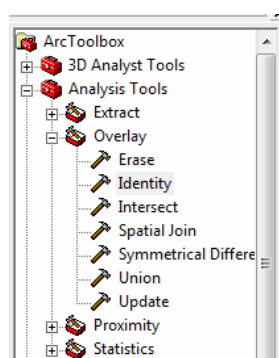 ArcToolbox
3D Analyst Tools
Analysis Tools
Extract
Overlay
Erase
Identity
Intersect
Spatial Join
Symmetrical Differe
Union
Update
Proximity
Statistics